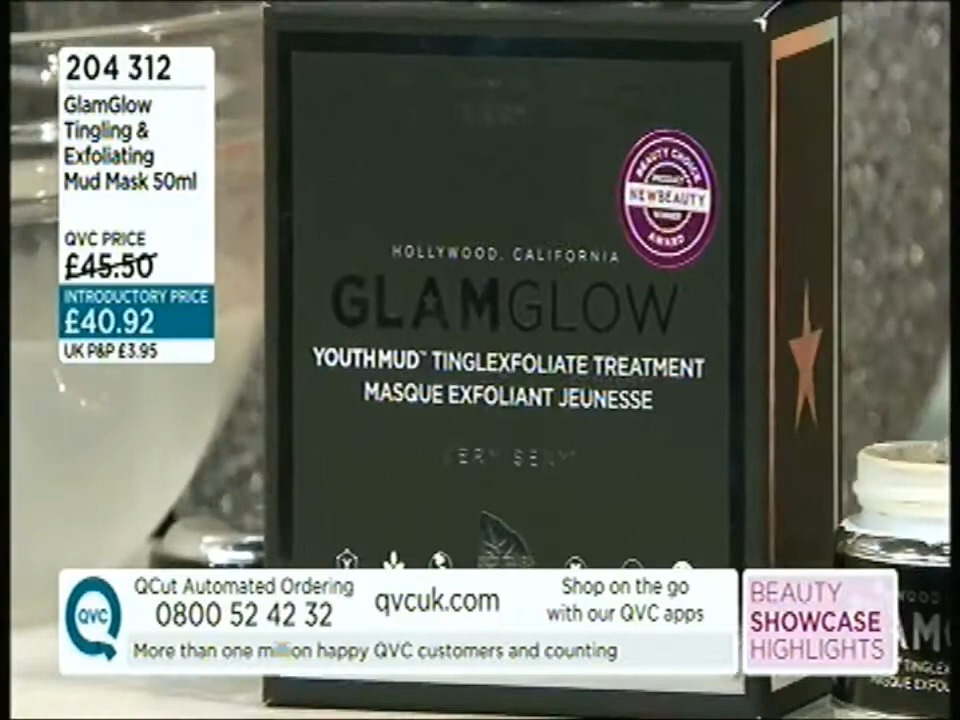 204 312
GlamGlow
Tingling &
Exfoliating
Mud Mask 50ml
QVC PRICE
£45.50
INTRODUCTORY PRICE
£40.92
UK P&P £3.95
BEAUTY CHOICE
NEWBEAUTY
WINNER
AWARD
HOLLYWOOD, CALIFORNIA
GLAMGLOW
YOUTHMUD™ TINGLEXFOLIATE TREATMENT
MASQUE EXFOLIANT JEUNESSE
QVC
QCut Automated Ordering
0800 52 42 32
qvcuk.com
Shop on the go
with our QVC apps
More than one million happy QVC customers and counting
BEAUTY
SHOWCASE
HIGHLIGHTS